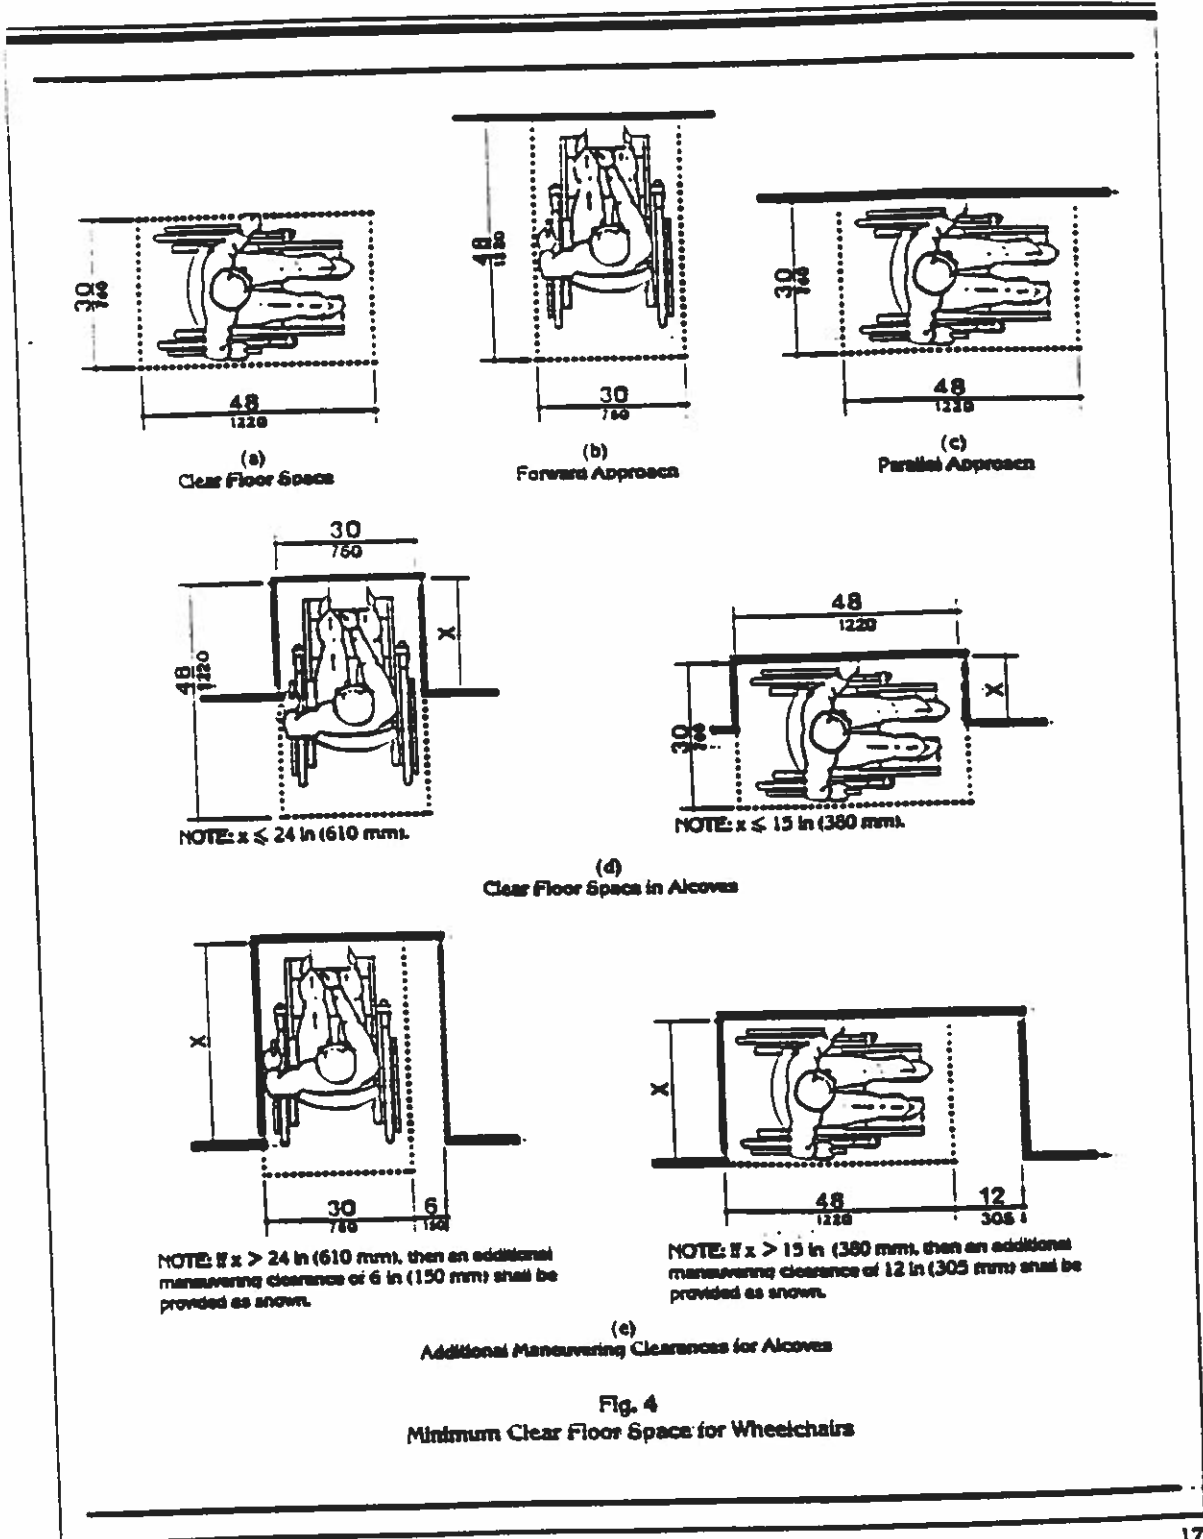 30
760
48
1220
(a)
Clear Floor Space
48
1220
30
760
(b)
Forward Approach
30
760
48
1220
(c)
Parallel Approach
30
760
48
1220
X
NOTE: x ⩽ 24 in (610 mm).
48
1220
30
760
X
NOTE: x ⩽ 15 in (380 mm).
(d)
Clear Floor Space in Alcoves
X
30
760
6
150
NOTE: If x > 24 in (610 mm), then an additional
maneuvering clearance of 6 in (150 mm) shall be
provided as shown.
X
48
1220
12
305
NOTE: If x > 15 in (380 mm), then an additional
maneuvering clearance of 12 in (305 mm) shall be
provided as shown.
(e)
Additional Maneuvering Clearances for Alcoves
Fig. 4
Minimum Clear Floor Space for Wheelchairs